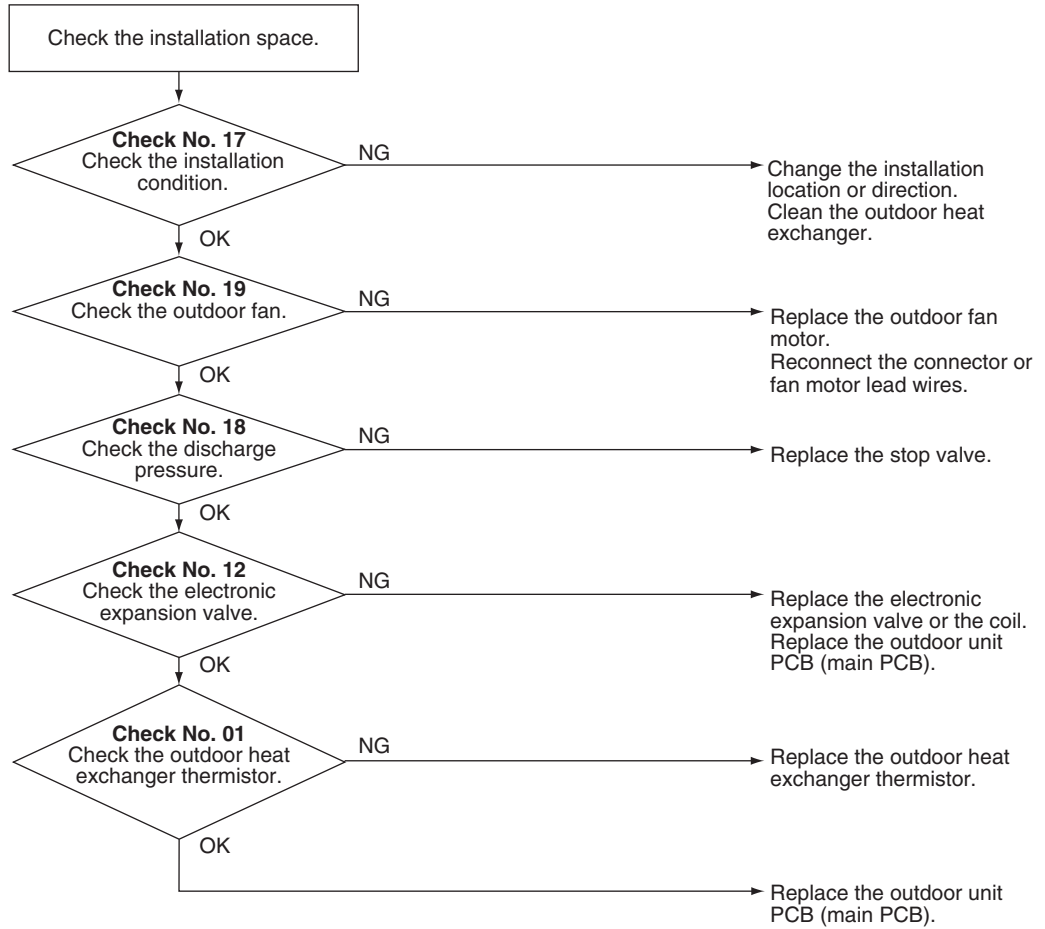 Check the installation space.
Check No. 17
Check the installation
condition.
NG
Change the installation
location or direction.
Clean the outdoor heat
exchanger.
OK
Check No. 19
Check the outdoor fan.
NG
Replace the outdoor fan
motor.
Reconnect the connector or
fan motor lead wires.
OK
Check No. 18
Check the discharge
pressure.
NG
Replace the stop valve.
OK
Check No. 12
Check the electronic
expansion valve.
NG
Replace the electronic
expansion valve or the coil.
Replace the outdoor unit
PCB (main PCB).
OK
Check No. 01
Check the outdoor heat
exchanger thermistor.
NG
Replace the outdoor heat
exchanger thermistor.
OK
Replace the outdoor unit
PCB (main PCB).